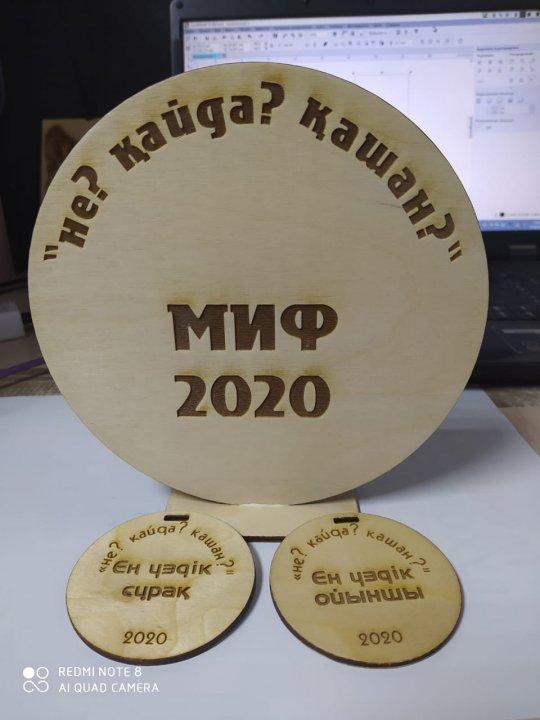 "не? қайда? қашан?"
МИФ
2020
«не? қайда? қашан?"
Ең үздік
сұрақ
2020
«не? қайда? қашан?"
Ең үздік
ойыншы
2020
REDMI NOTE 8
AI QUAD CAMERA